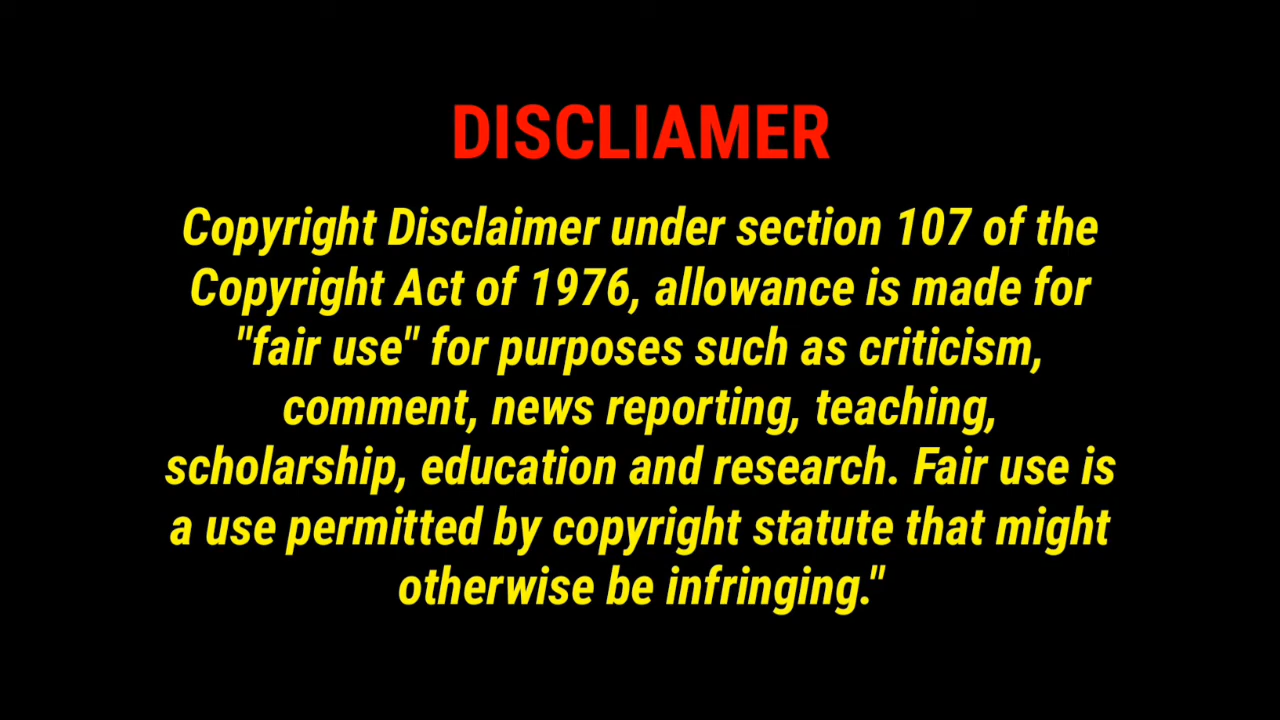 DISCLIAMER
Copyright Disclaimer under section 107 of the
Copyright Act of 1976, allowance is made for
"fair use" for purposes such as criticism,
comment, news reporting, teaching,
scholarship, education and research. Fair use is
a use permitted by copyright statute that might
otherwise be infringing."